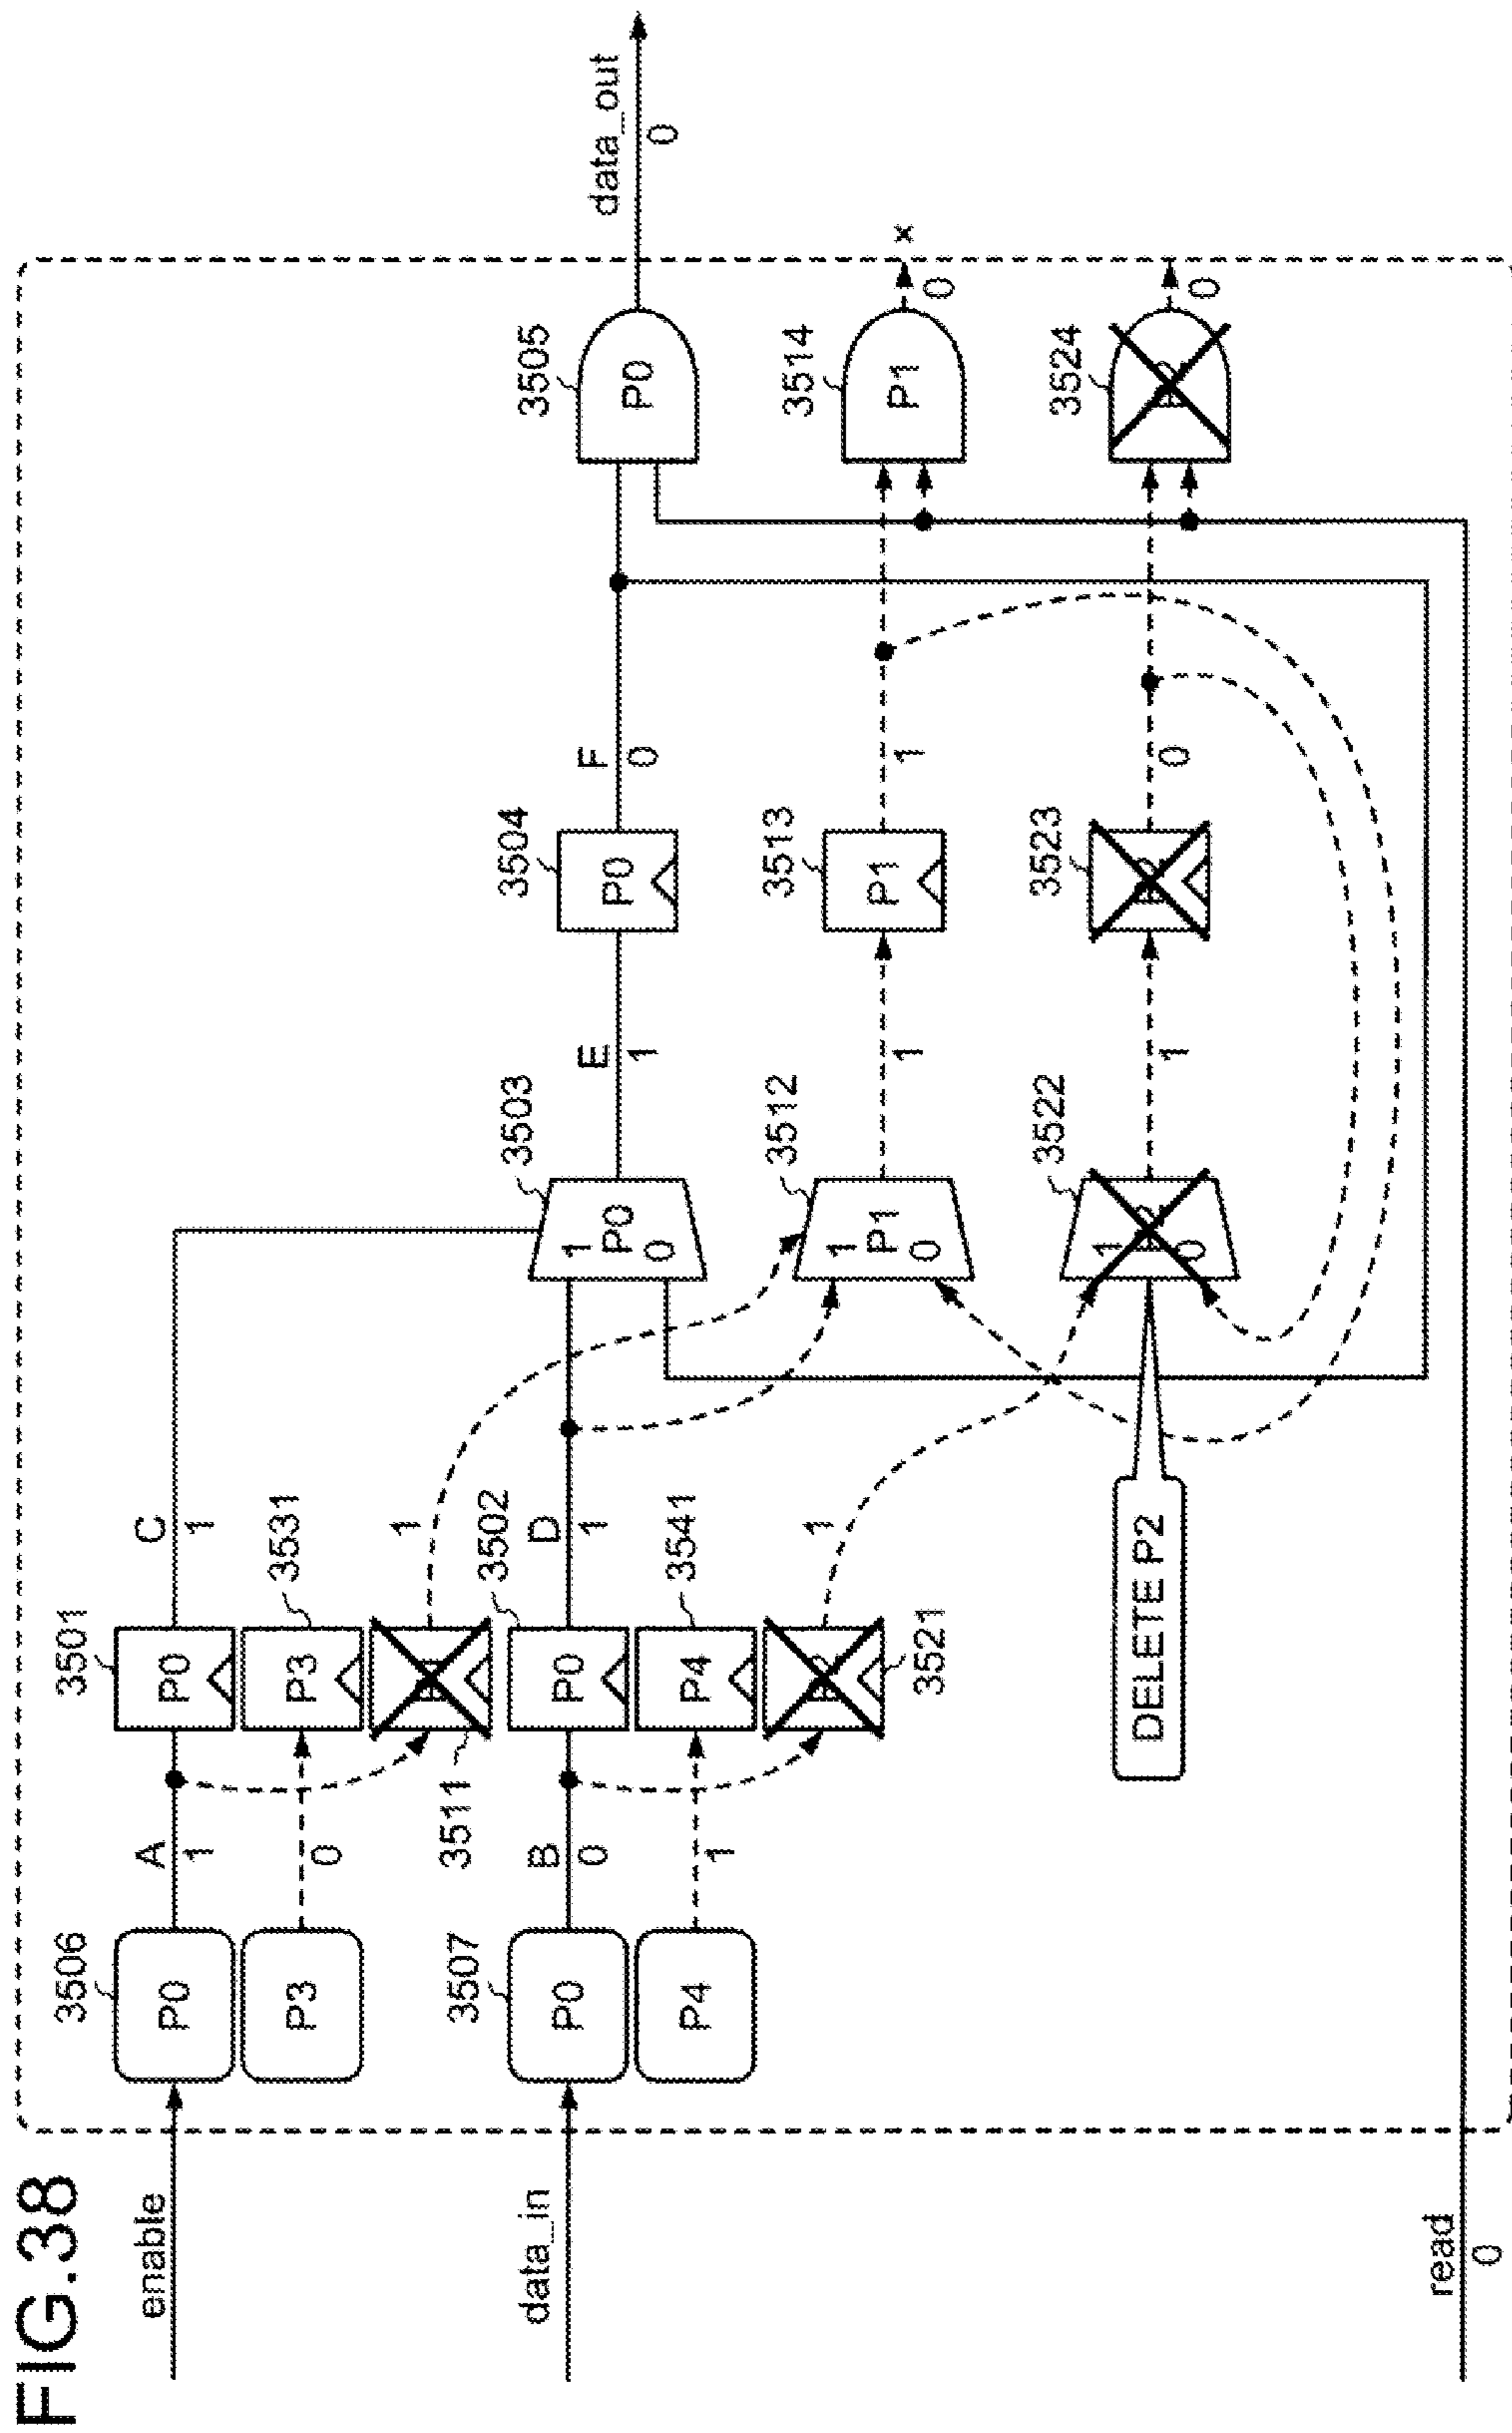 FIG.38
3506
3501
enable
A
C
P0
1
P0
1
P3
0
P3
3531
1
3511
3507
3502
3503
3504
3505
data_in
B
D
E
F
data_out
P0
0
P0
1
1
P0
0
1
P0
0
P0
0
P4
1
P4
3541
3512
3513
3514
1
1
P1
0
1
P1
1
P1
0
x
3521
3522
3523
3524
1
0
1
0
0
DELETE P2
read
0